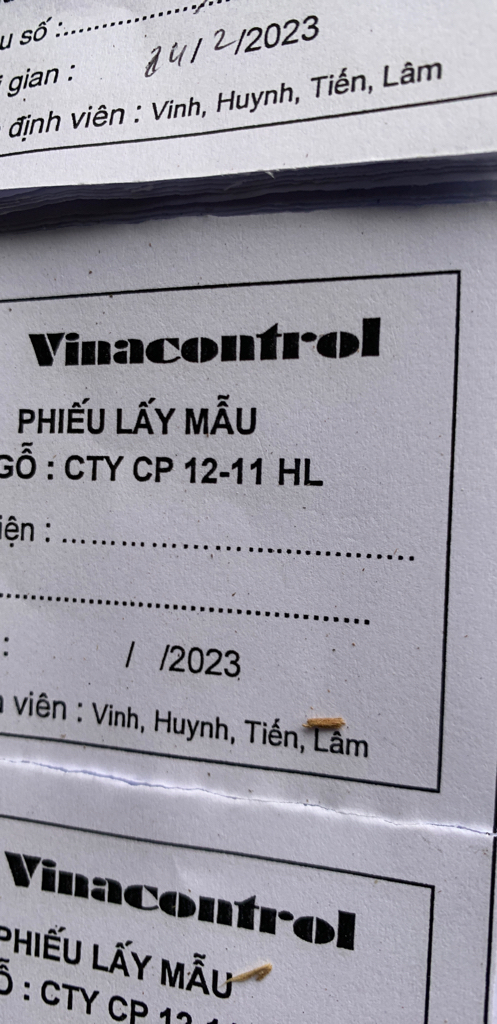 u số :..................
gian : 24/2/2023
định viên : Vinh, Huynh, Tiến, Lâm
Vinacontrol
PHIẾU LẤY MẪU
GỖ : CTY CP 12-11 HL
iện : ........................................
........................................
: / /2023
viên : Vinh, Huynh, Tiến, Lâm
Vinacontrol
PHIẾU LẤY MẪU
Ỗ : CTY CP 12-1